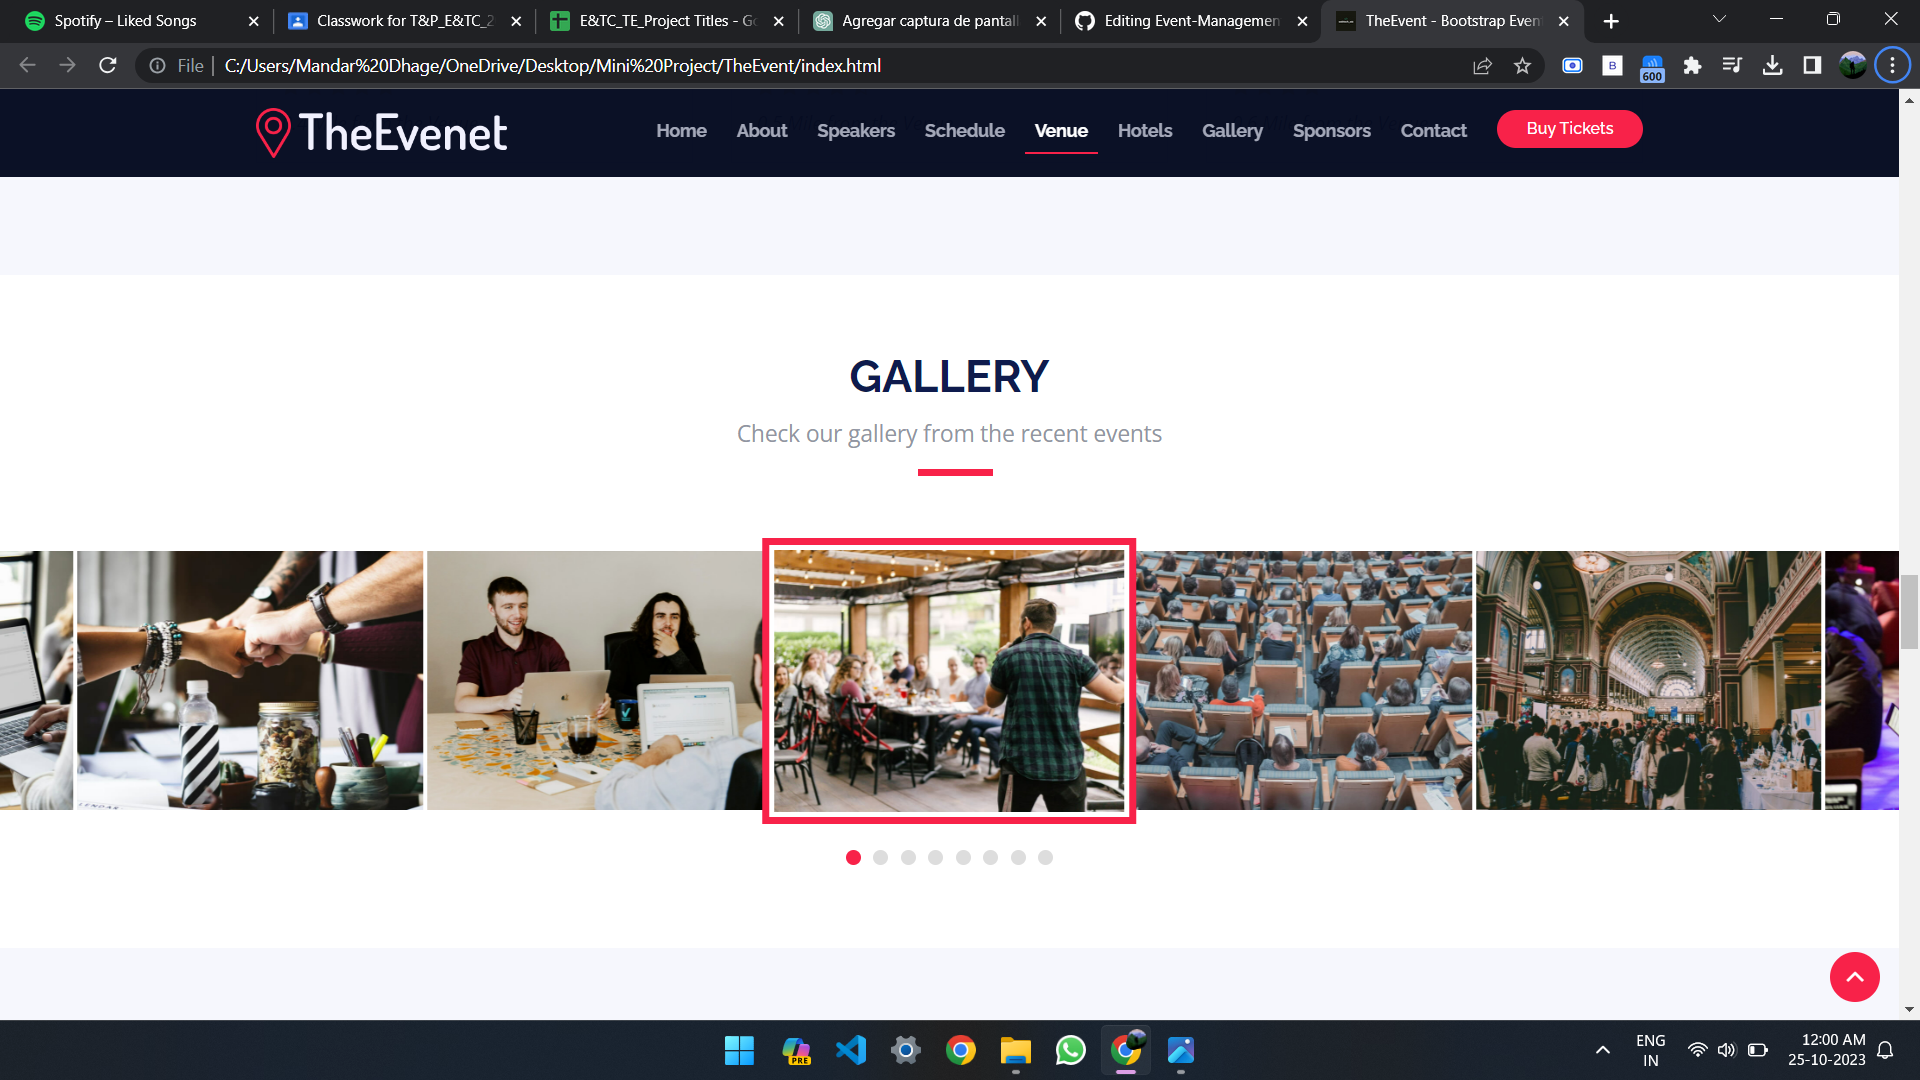 Spotify – Liked Songs
Classwork for T&P_E&TC_2
E&TC_TE_Project Titles - Go
Agregar captura de pantall
Editing Event-Managemen
TheEvent - Bootstrap Even
File
C:/Users/Mandar%20Dhage/OneDrive/Desktop/Mini%20Project/TheEvent/index.html
B
600
TheEvenet
Home
About
Speakers
Schedule
Venue
Hotels
Gallery
Sponsors
Contact
Buy Tickets
GALLERY
Check our gallery from the recent events
PRE
ENG
IN
12:00 AM
25-10-2023